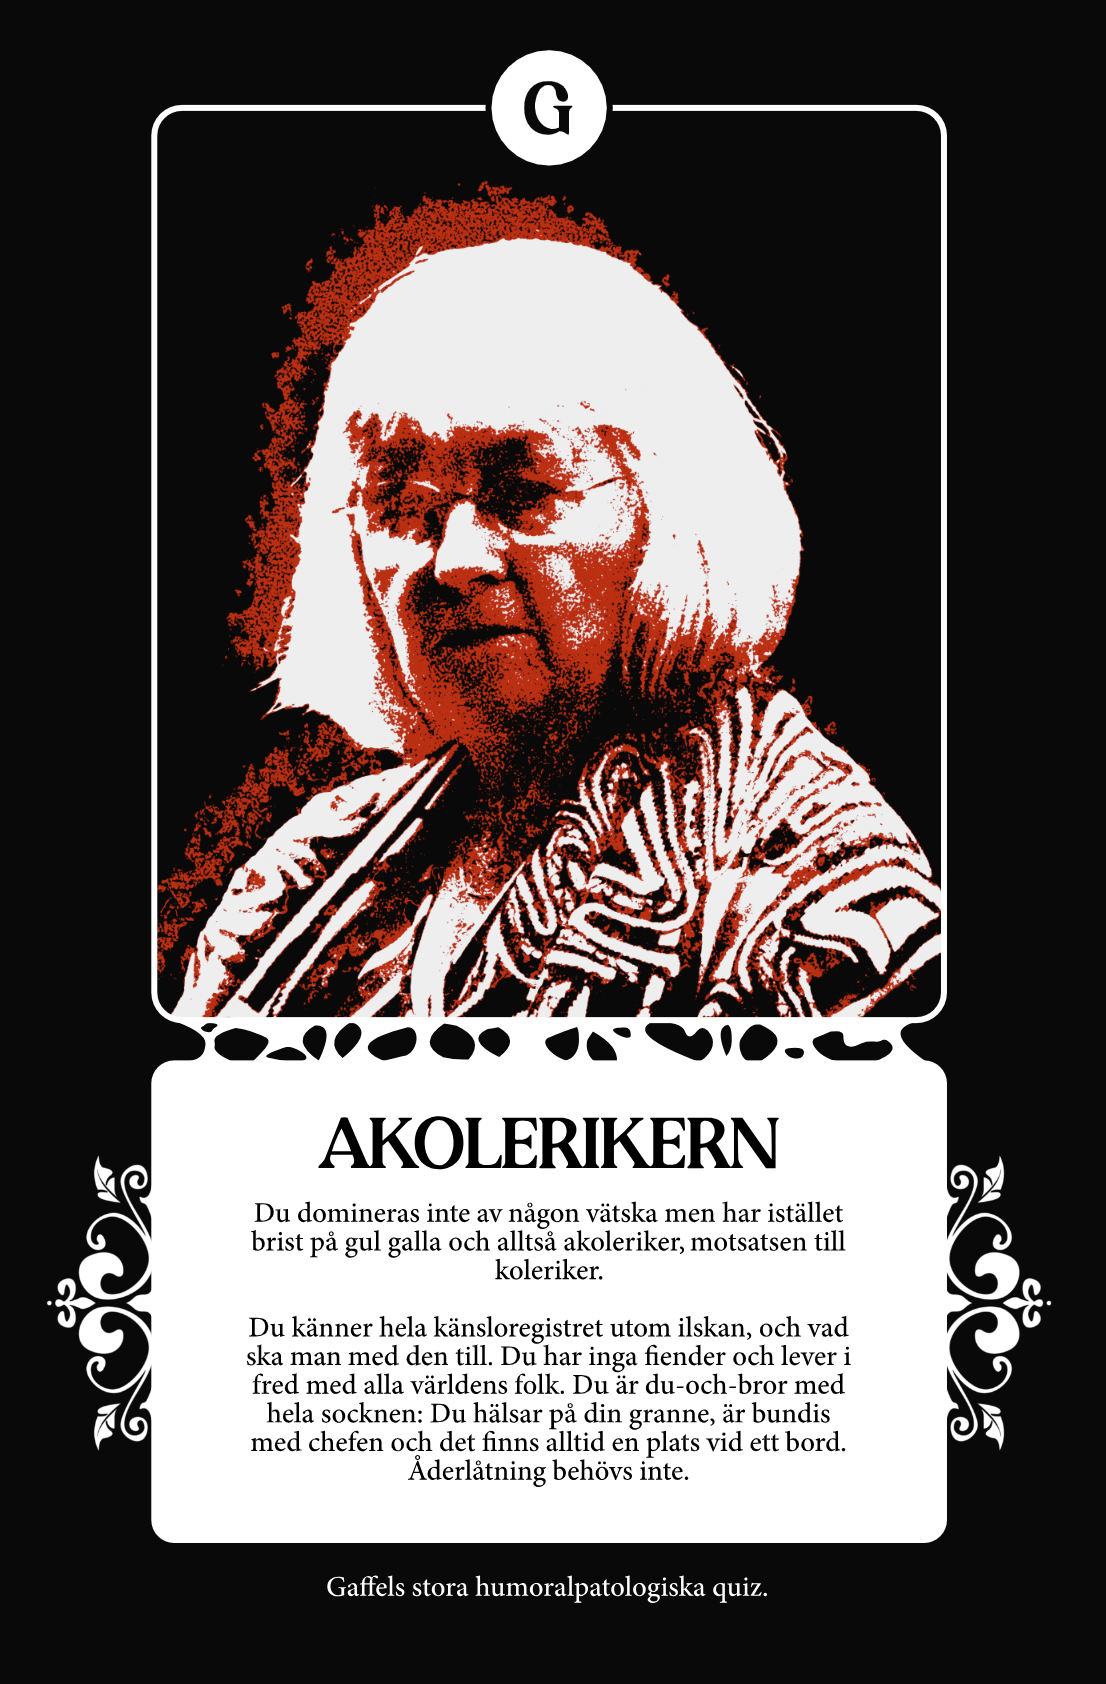 G
AKOLERIKERN
Du domineras inte av någon vätska men har istället
brist på gul galla och alltså akoleriker, motsatsen till
koleriker.
Du känner hela känsloregistret utom ilskan, och vad
ska man med den till. Du har inga fiender och lever i
fred med alla världens folk. Du är du-och-bror med
hela socknen: Du hälsar på din granne, är bundis
med chefen och det finns alltid en plats vid ett bord.
Åderlåtning behövs inte.
Gaffels stora humoralpatologiska quiz.